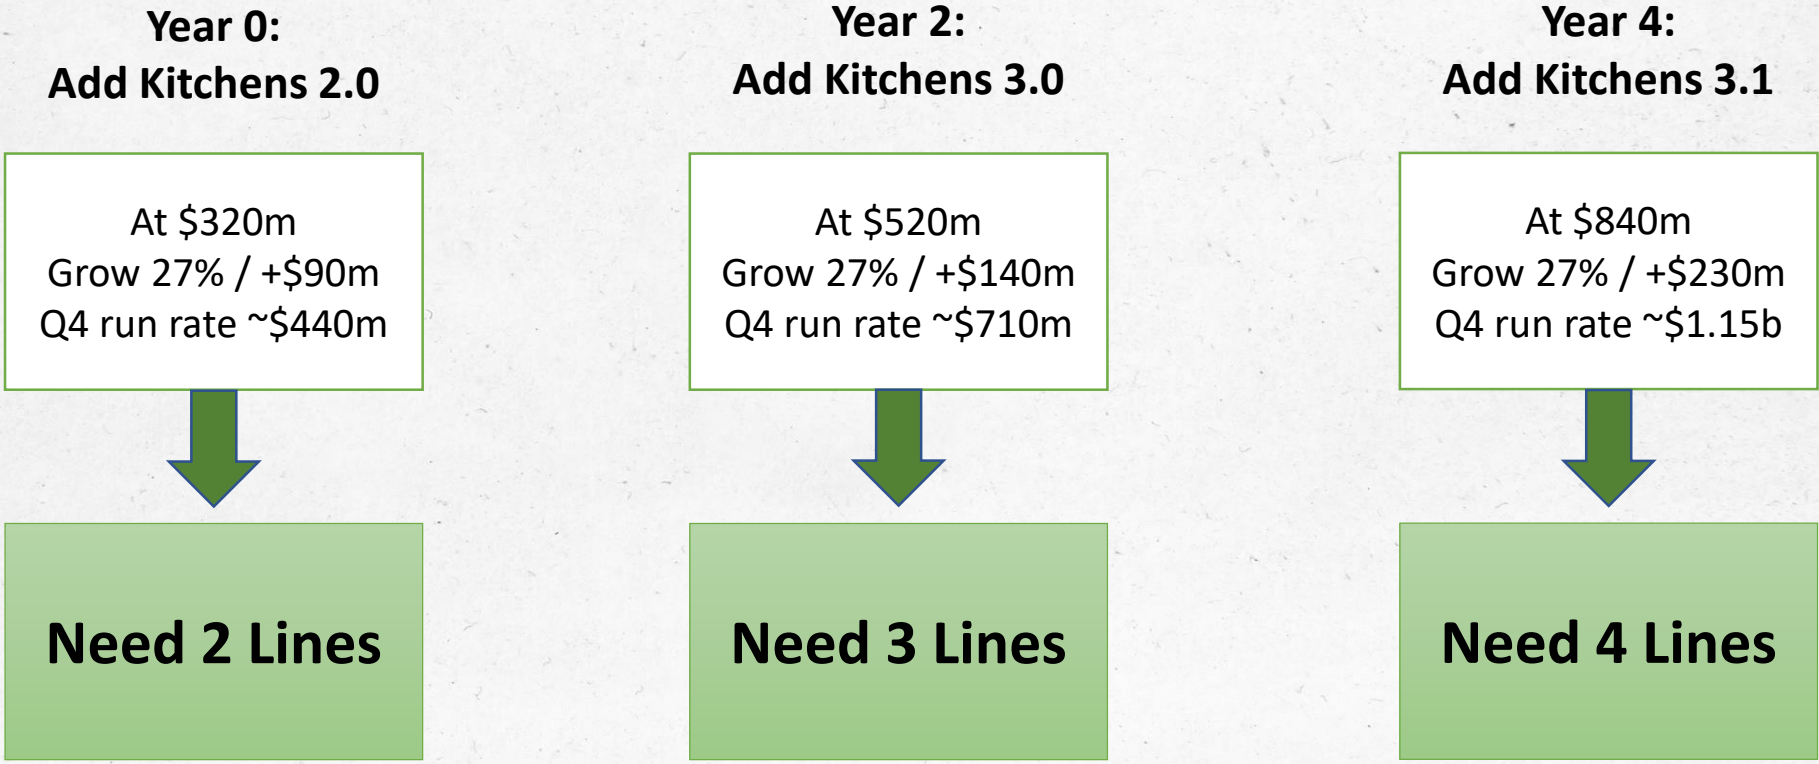 Year 0:
Add Kitchens 2.0
At $320m
Grow 27% / +$90m
Q4 run rate ~$440m
Need 2 Lines
Year 2:
Add Kitchens 3.0
At $520m
Grow 27% / +$140m
Q4 run rate ~$710m
Need 3 Lines
Year 4:
Add Kitchens 3.1
At $840m
Grow 27% / +$230m
Q4 run rate ~$1.15b
Need 4 Lines